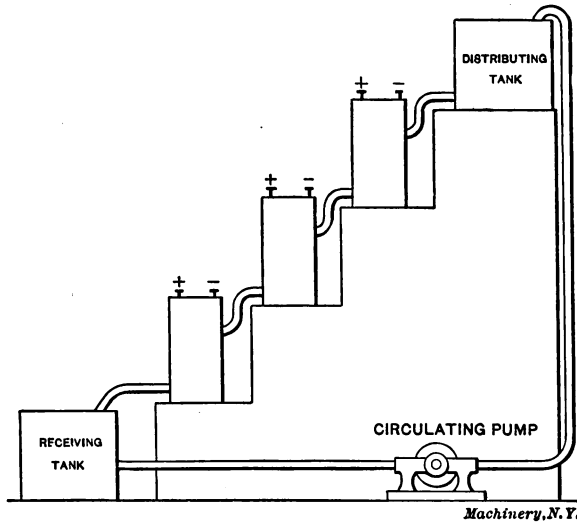 DISTRIBUTING
TANK
+ −
+ −
+ −
RECEIVING
TANK
CIRCULATING PUMP
Machinery, N. Y.